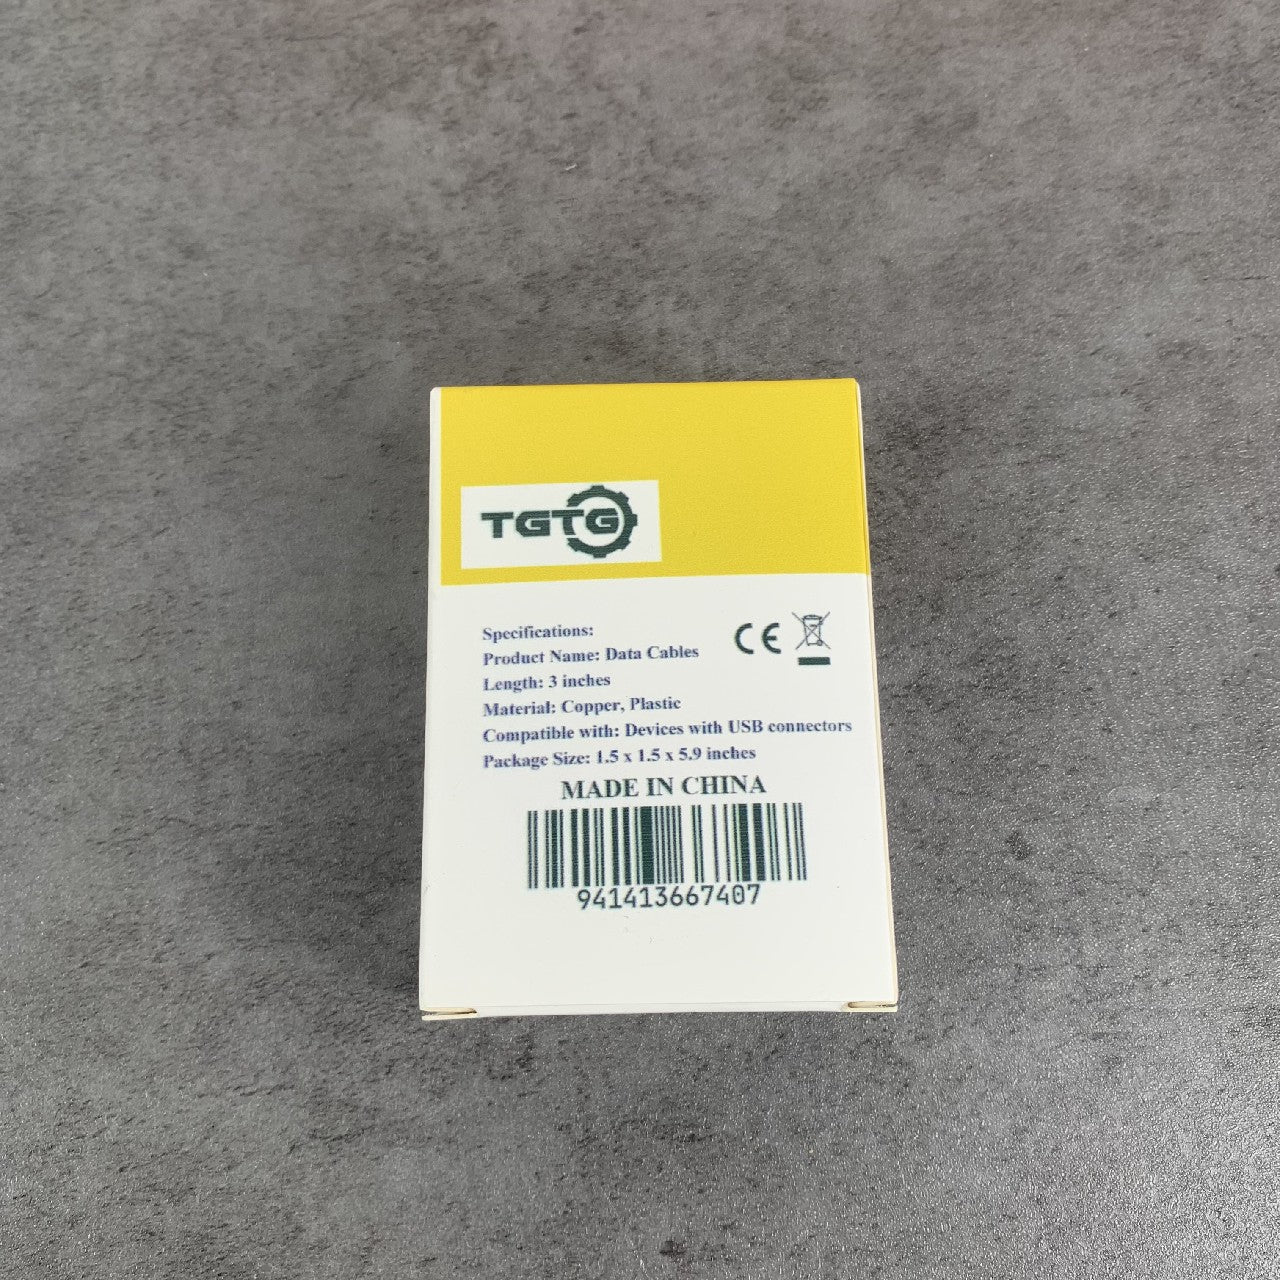 TGTG
Specifications:
Product Name: Data Cables
Length: 3 inches
Material: Copper, Plastic
Compatible with: Devices with USB connectors
Package Size: 1.5 x 1.5 x 5.9 inches
CE
MADE IN CHINA
941413667407